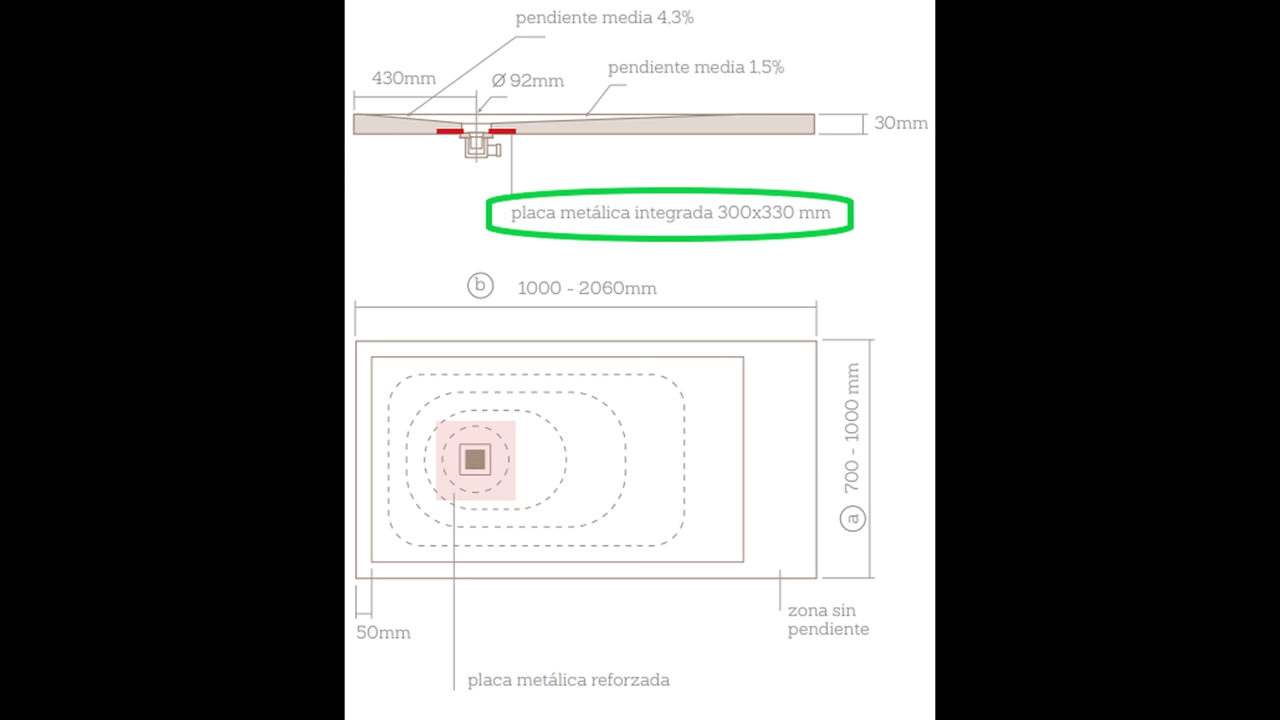 pendiente media 4,3%
pendiente media 1,5%
430mm
Ø 92mm
30mm
placa metálica integrada 300x330 mm
b 1000 - 2060mm
a 700 - 1000 mm
50mm
zona sin
pendiente
placa metálica reforzada